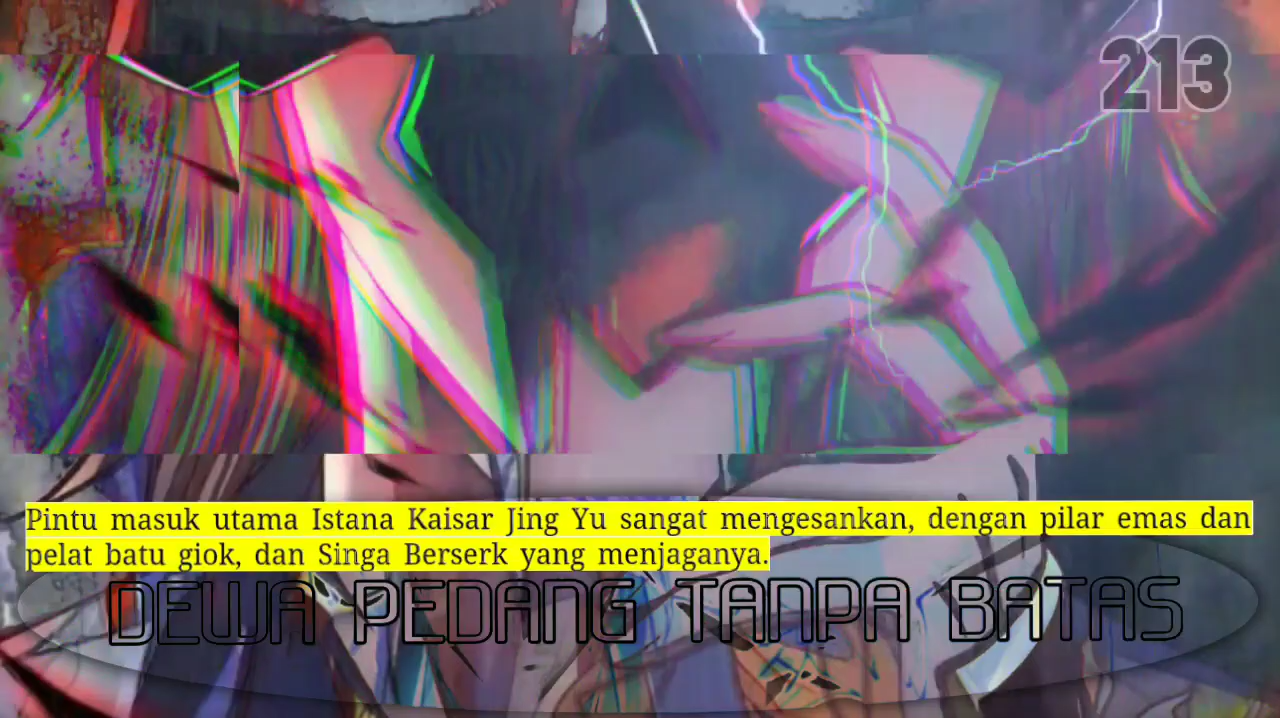 213
Pintu masuk utama Istana Kaisar Jing Yu sangat mengesankan, dengan pilar emas dan
pelat batu giok, dan Singa Berserk yang menjaganya.
DEWA PEDANG TANPA BATAS